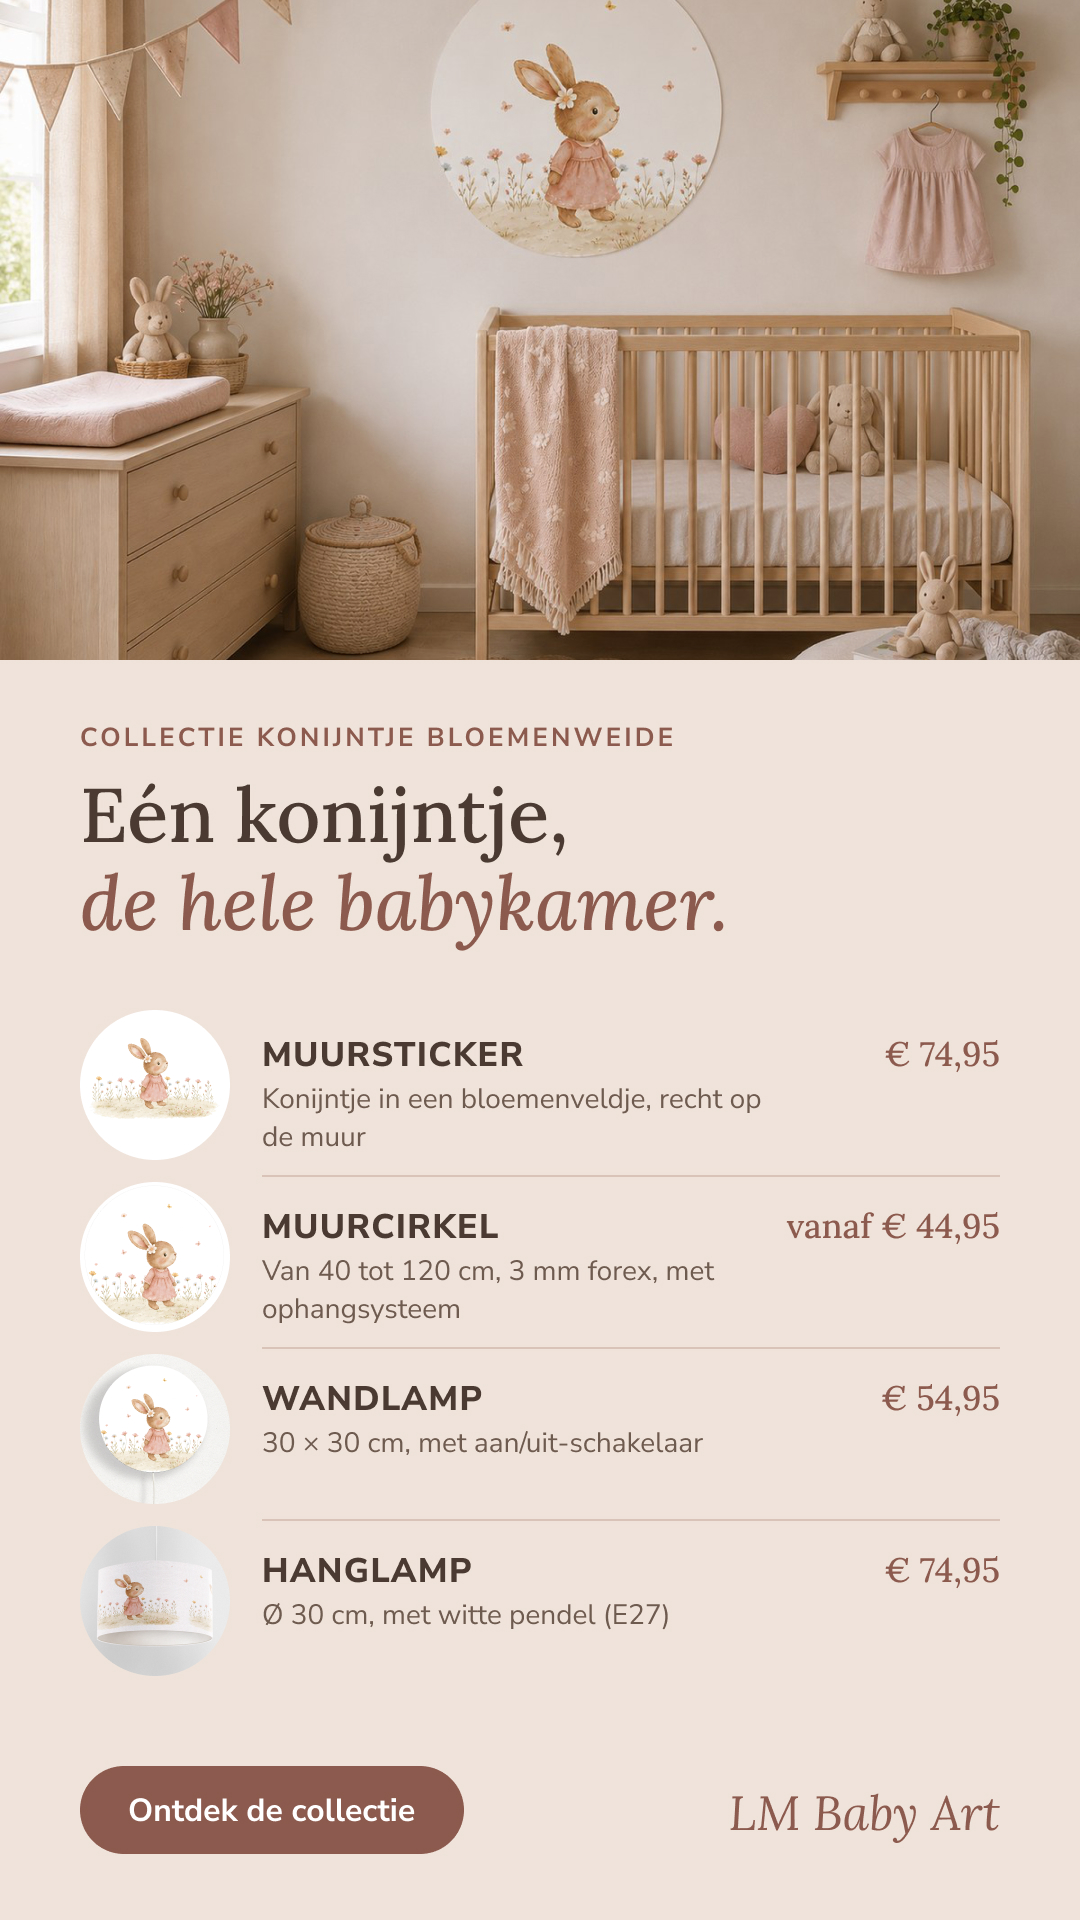 COLLECTIE KONIJNTJE BLOEMENWEIDE
Eén konijntje,
de hele babykamer.
MUURSTICKER
€ 74,95
Konijntje in een bloemenveldje, recht op
de muur
MUURCIRKEL
vanaf € 44,95
Van 40 tot 120 cm, 3 mm forex, met
ophangsysteem
WANDLAMP
€ 54,95
30 × 30 cm, met aan/uit-schakelaar
HANGLAMP
€ 74,95
Ø 30 cm, met witte pendel (E27)
Ontdek de collectie
LM Baby Art